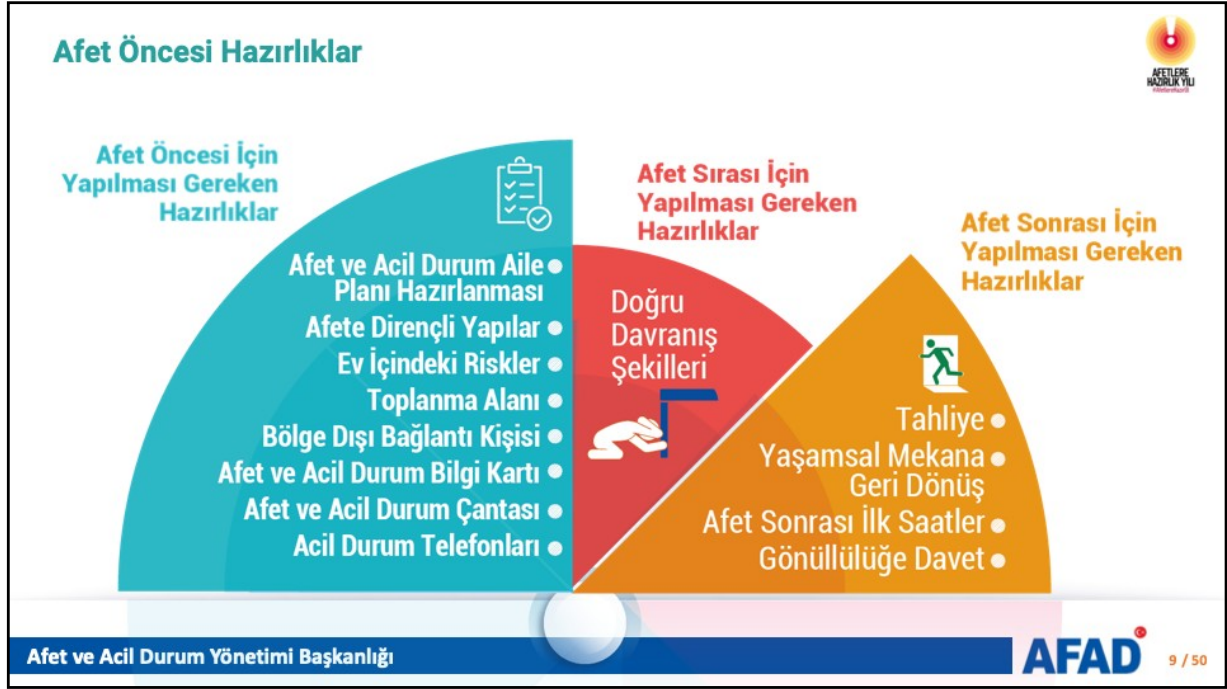 Afet Öncesi Hazırlıklar
AFETLERE
HAZIRLIK YILI
Afet Öncesi İçin
Yapılması Gereken
Hazırlıklar
Afet ve Acil Durum Aile
Planı Hazırlanması
Afete Dirençli Yapılar
Ev İçindeki Riskler
Toplanma Alanı
Bölge Dışı Bağlantı Kişisi
Afet ve Acil Durum Bilgi Kartı
Afet ve Acil Durum Çantası
Acil Durum Telefonları
Afet Sırası İçin
Yapılması Gereken
Hazırlıklar
Doğru
Davranış
Şekilleri
Afet Sonrası İçin
Yapılması Gereken
Hazırlıklar
Tahliye
Yaşamsal Mekana
Geri Dönüş
Afet Sonrası İlk Saatler
Gönüllülüğe Davet
Afet ve Acil Durum Yönetimi Başkanlığı
AFAD
9 / 50